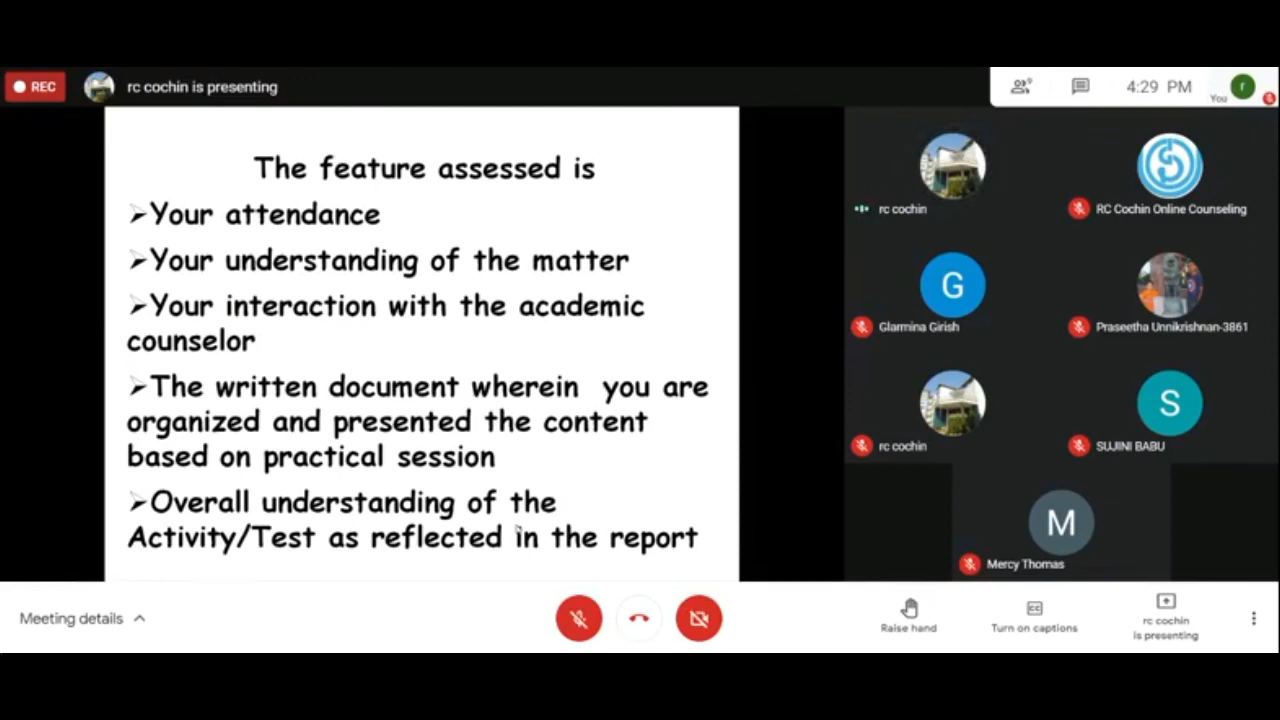 REC
rc cochin is presenting
4:29 PM
You
r
The feature assessed is
➢Your attendance
➢Your understanding of the matter
➢Your interaction with the academic
counselor
➢The written document wherein you are
organized and presented the content
based on practical session
➢Overall understanding of the
Activity/Test as reflected in the report
rc cochin
RC Cochin Online Counseling
G
Glarmina Girish
Praseetha Unnikrishnan-3861
rc cochin
S
SUJINI BABU
M
Mercy Thomas
Meeting details
Raise hand
CC
Turn on captions
rc cochin
is presenting